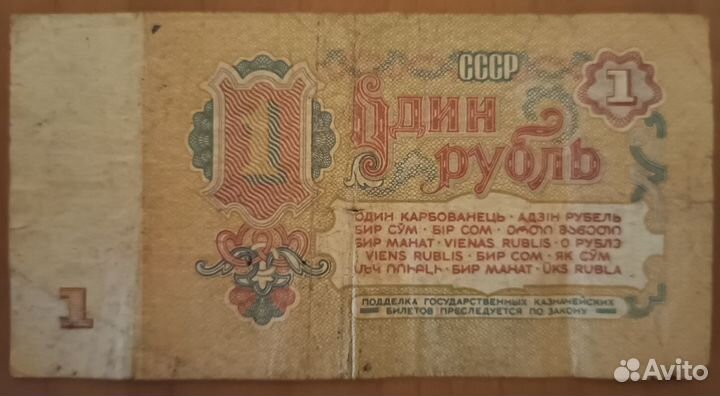 СССР
1
1
Один
рубль
ОДИН КАРБОВАНЕЦЬ · АДЗІН РУБЕЛЬ
БИР СЎМ · БІР СОМ · ᲔᲠᲗᲘ ᲛᲐᲜᲔᲗᲘ
БИР МАНАТ · VIENAS RUBLIS · О РУБЛЭ
VIENS RUBLIS · БИР СОМ · ЯК СЎМ
ՄԵԿ ՌՈՒԲԼԻ · БИР МАНАТ · ÜKS RUBLA
ПОДДЕЛКА ГОСУДАРСТВЕННЫХ КАЗНАЧЕЙСКИХ
БИЛЕТОВ ПРЕСЛЕДУЕТСЯ ПО ЗАКОНУ
1
Avito